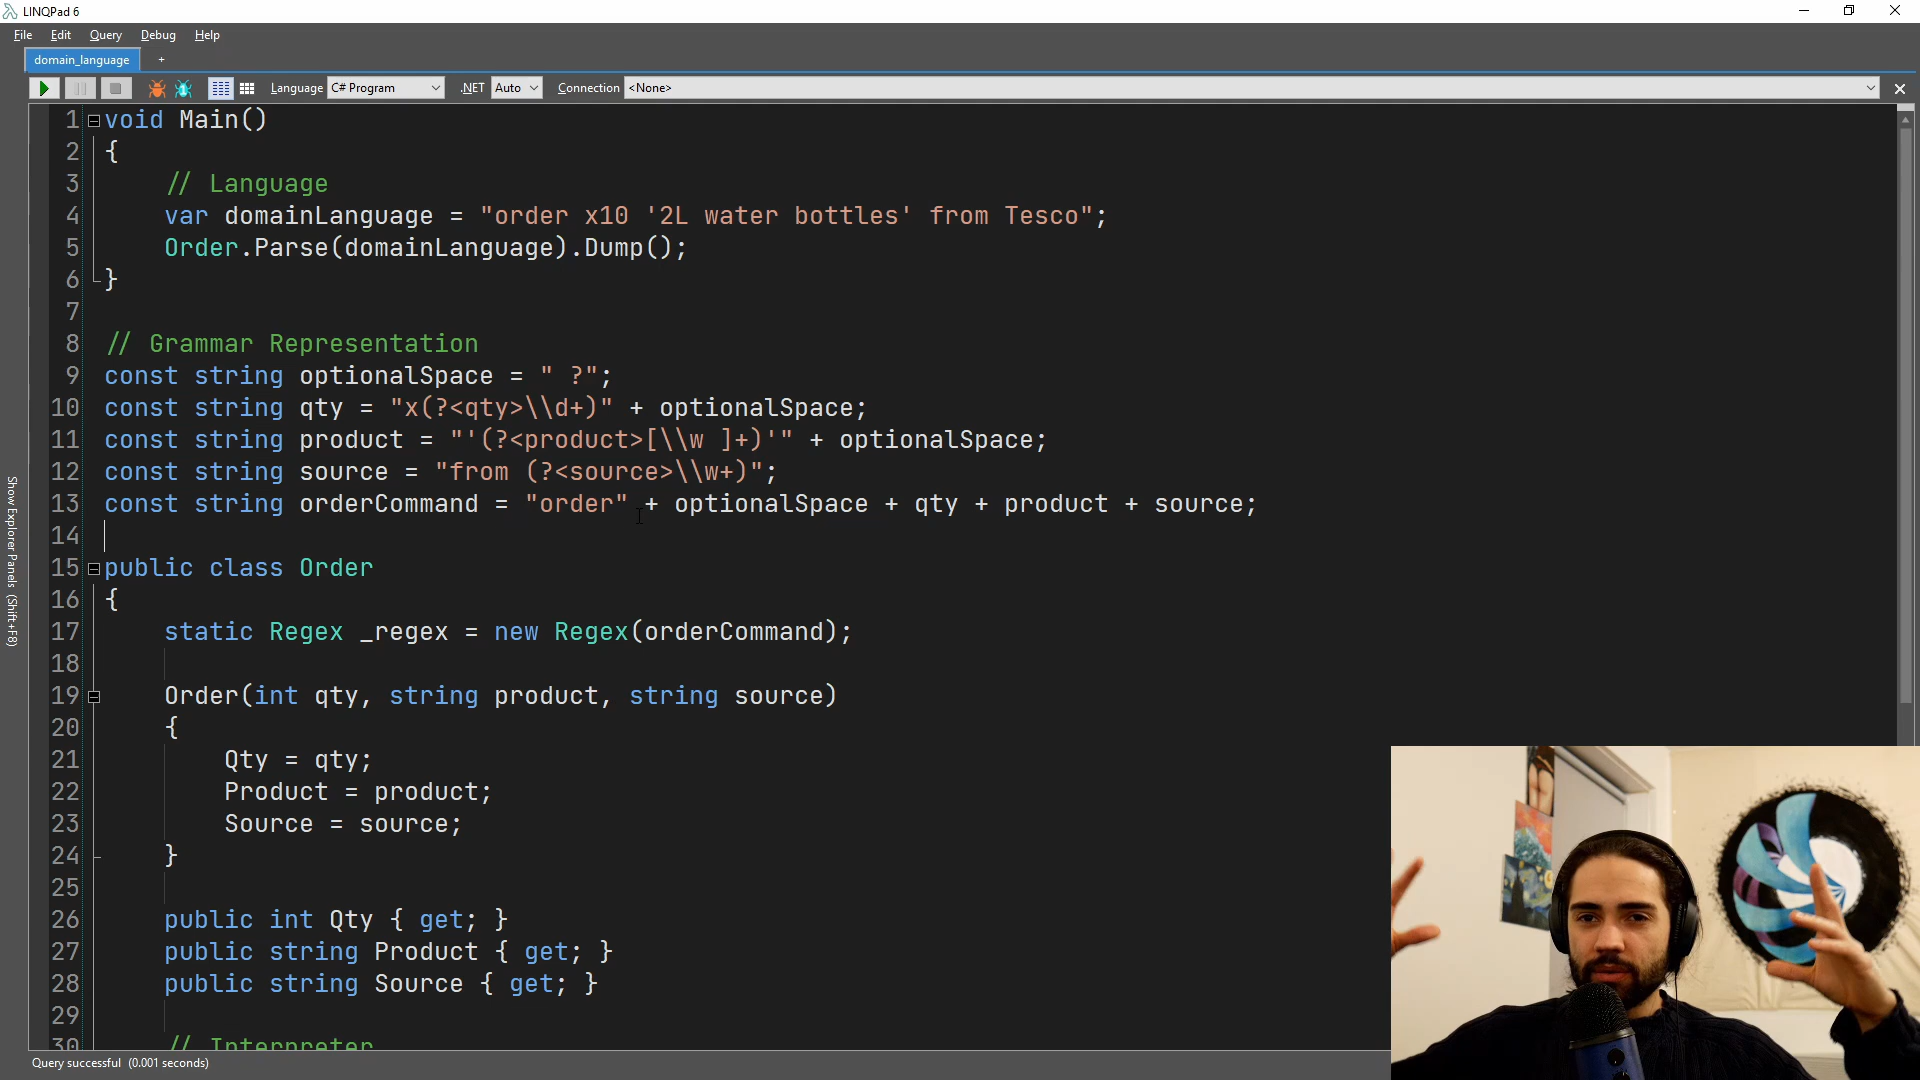 LINQPad 6
File Edit Query Debug Help
domain_language +
Language C# Program .NET Auto Connection <None>
1 void Main()
2 {
3 // Language
4 var domainLanguage = "order x10 '2L water bottles' from Tesco";
5 Order.Parse(domainLanguage).Dump();
6 }
7
8 // Grammar Representation
9 const string optionalSpace = " ?";
10 const string qty = "x(?<qty>\\d+)" + optionalSpace;
11 const string product = "'(?<product>[\\w ]+)'" + optionalSpace;
12 const string source = "from (?<source>\\w+)";
13 const string orderCommand = "order" + optionalSpace + qty + product + source;
14
15 public class Order
16 {
17 static Regex _regex = new Regex(orderCommand);
18
19 Order(int qty, string product, string source)
20 {
21 Qty = qty;
22 Product = product;
23 Source = source;
24 }
25
26 public int Qty { get; }
27 public string Product { get; }
28 public string Source { get; }
29
30 // Interpreter
Show Explorer Panels (Shift+F8)
Query successful (0.001 seconds)